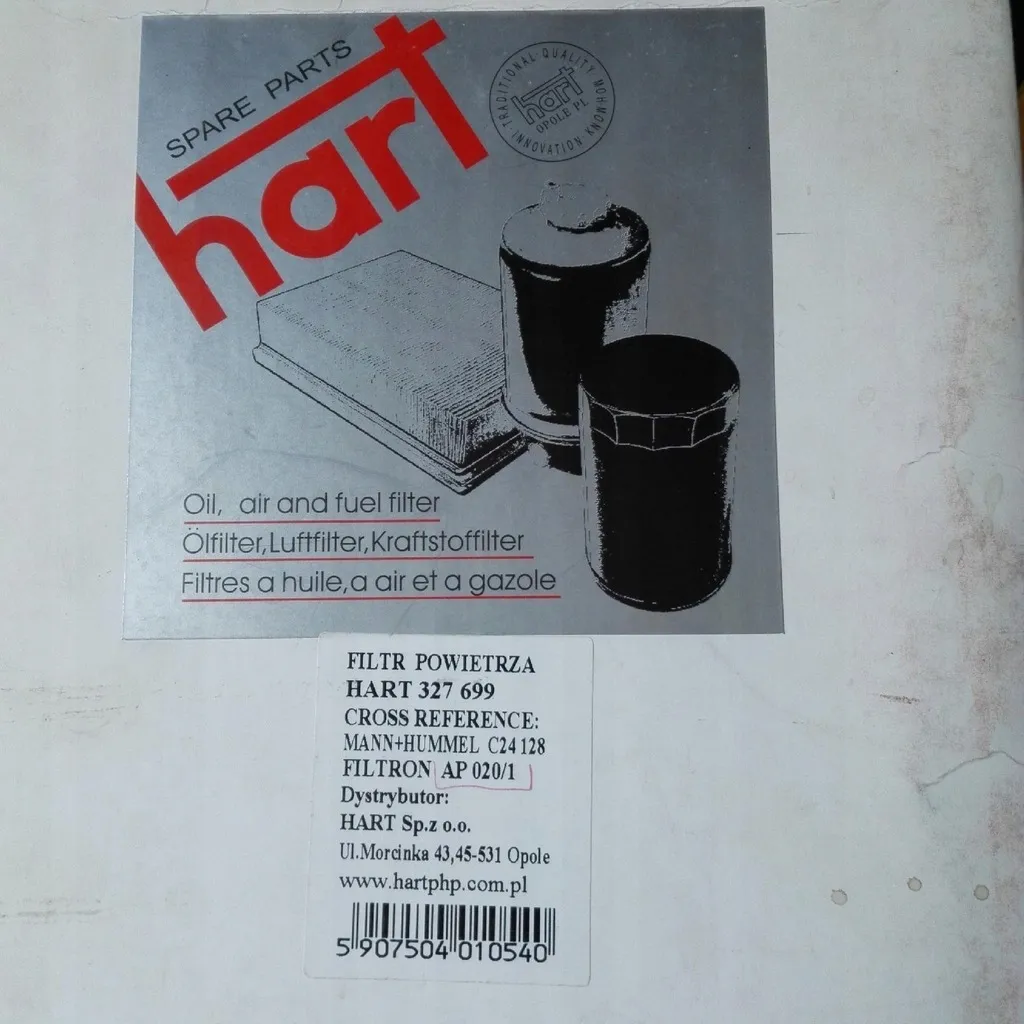 SPARE PARTS
hart
TRADITIONAL QUALITY
hart
OPOLE PL
INNOVATION
Oil, air and fuel filter
Ölfilter,Luftfilter,Kraftstoffilter
Filtres a huile,a air et a gazole
FILTR POWIETRZA
HART 327 699
CROSS REFERENCE:
MANN+HUMMEL C24 128
FILTRON AP 020/1
Dystrybutor:
HART Sp.z o.o.
Ul.Morcinka 43,45-531 Opole
www.hartphp.com.pl
5 907504 010540